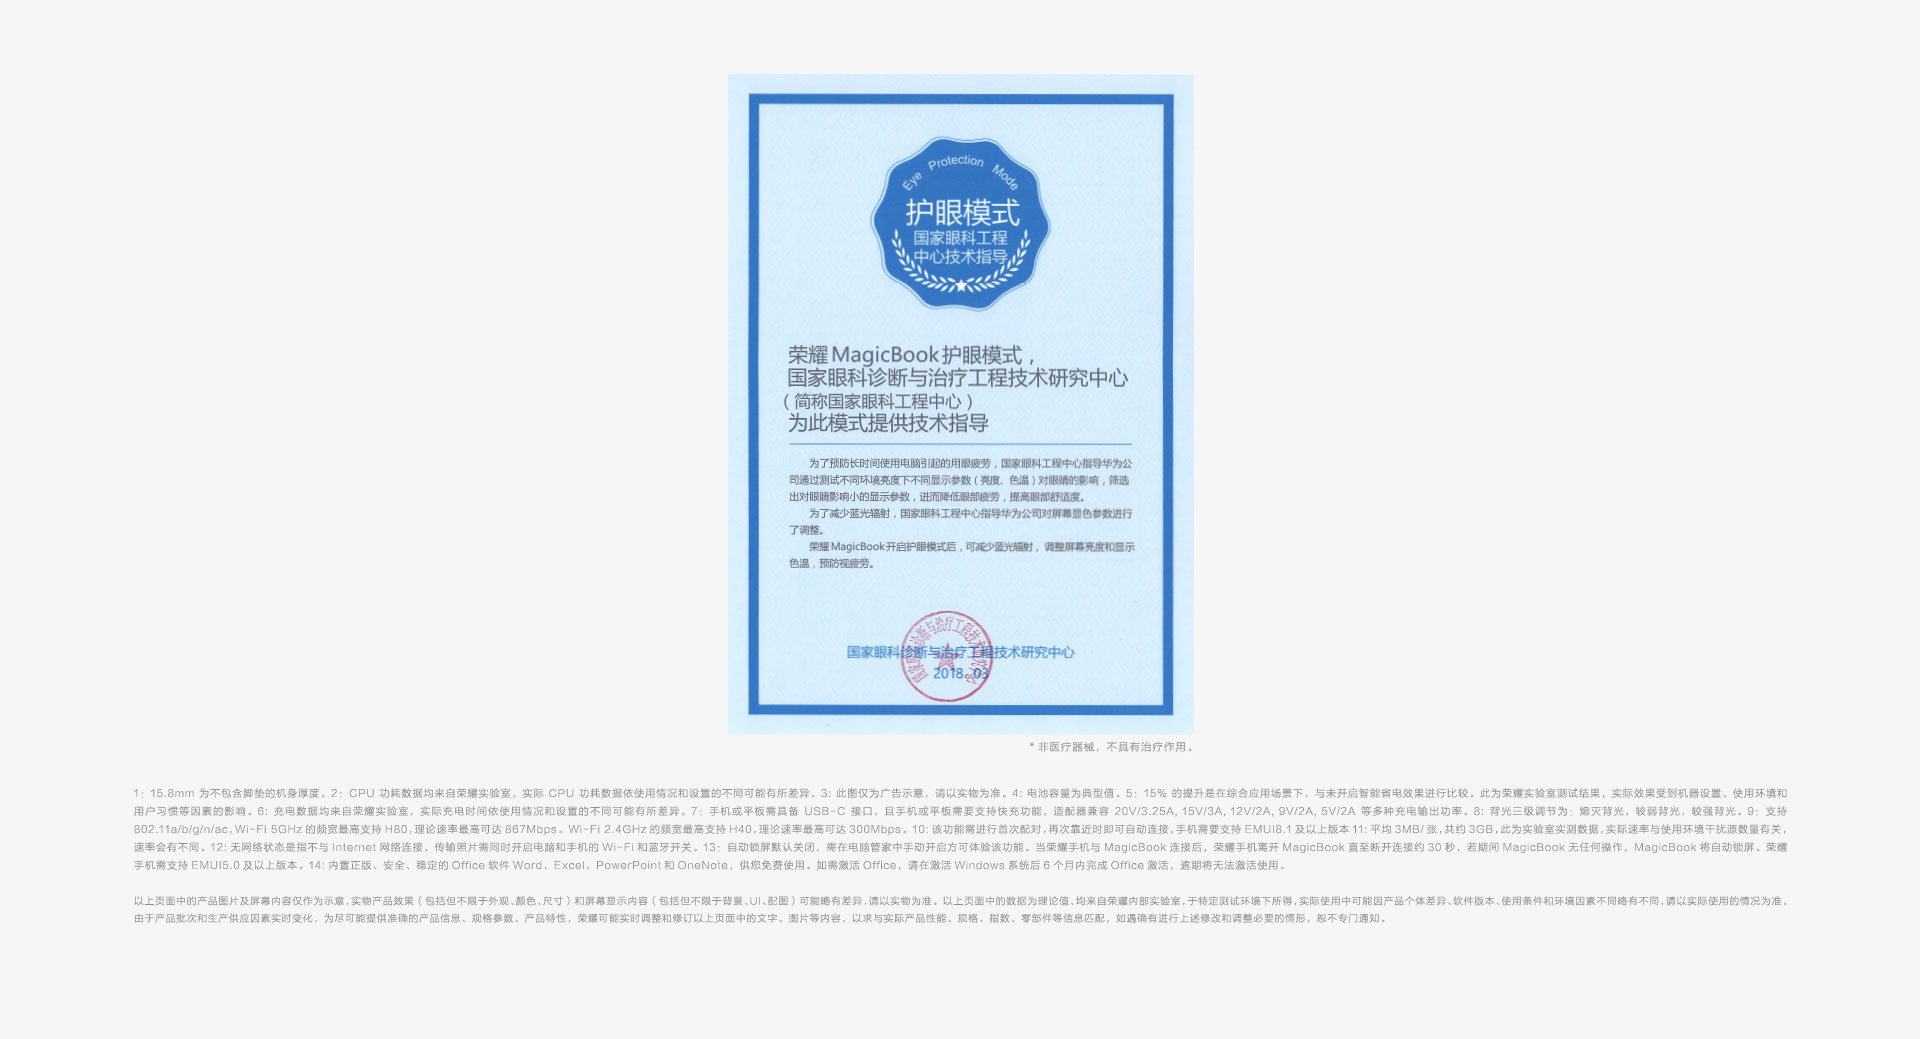 Eye Protection Mode
护眼模式
国家眼科工程
中心技术指导
荣耀MagicBook护眼模式，
国家眼科诊断与治疗工程技术研究中心
（简称国家眼科工程中心）
为此模式提供技术指导
为了预防长时间使用电脑引起的用眼疲劳，国家眼科工程中心指导华为公
司通过测试不同环境亮度下不同显示参数（亮度、色温）对眼睛的影响，筛选
出对眼睛影响小的显示参数，进而降低眼部疲劳，提高眼部舒适度。
为了减少蓝光辐射，国家眼科工程中心指导华为公司对屏幕显色参数进行
了调整。
荣耀MagicBook开启护眼模式后，可减少蓝光辐射，调整屏幕亮度和显示
色温，预防视疲劳。
国家眼科诊断与治疗工程技术研究中心
国家眼科诊断与治疗工程技术研究中心
2018.03
* 非医疗器械，不具有治疗作用。
1：15.8mm 为不包含脚垫的机身厚度。2：CPU 功耗数据均来自荣耀实验室，实际 CPU 功耗数据依使用情况和设置的不同可能有所差异。3: 此图仅为广告示意，请以实物为准。4：电池容量为典型值。5：15% 的提升是在综合应用场景下，与未开启智能省电效果进行比较。此为荣耀实验室测试结果，实际效果受到机器设置、使用环境和
用户习惯等因素的影响。6：充电数据均来自荣耀实验室，实际充电时间依使用情况和设置的不同可能有所差异。7：手机或平板需具备 USB-C 接口，且手机或平板需要支持快充功能，适配器兼容 20V/3.25A, 15V/3A, 12V/2A, 9V/2A, 5V/2A 等多种充电输出功率。8：背光三级调节为：熄灭背光，较弱背光，较强背光。9：支持
802.11a/b/g/n/ac，Wi-Fi 5GHz 的频宽最高支持 H80，理论速率最高可达 867Mbps。Wi-Fi 2.4GHz 的频宽最高支持 H40，理论速率最高可达 300Mbps。10: 该功能需进行首次配对，再次靠近时即可自动连接，手机需要支持 EMUI8.1 及以上版本 11: 平均 3MB/ 张，共约 3GB，此为实验室实测数据，实际速率与使用环境干扰源数量有关，
速率会有不同。12：无网络状态是指不与 Internet 网络连接，传输照片需同时开启电脑和手机的 Wi-Fi 和蓝牙开关。13：自动锁屏默认关闭，需在电脑管家中手动开启方可体验该功能。当荣耀手机与 MagicBook 连接后，荣耀手机离开 MagicBook 直至断开连接约 30 秒，若期间 MagicBook 无任何操作，MagicBook 将自动锁屏。荣耀
手机需支持 EMUI5.0 及以上版本。14: 内置正版、安全、稳定的 Office 软件 Word、Excel、PowerPoint 和 OneNote，供您免费使用。如需激活 Office，请在激活 Windows 系统后 6 个月内完成 Office 激活，逾期将无法激活使用。
以上页面中的产品图片及屏幕内容仅作为示意，实物产品效果（包括但不限于外观、颜色、尺寸）和屏幕显示内容（包括但不限于背景、UI、配图）可能略有差异，请以实物为准。以上页面中的数据为理论值，均来自荣耀内部实验室，于特定测试环境下所得，实际使用中可能因产品个体差异、软件版本、使用条件和环境因素不同略有不同，请以实际使用的情况为准。
由于产品批次和生产供应因素实时变化，为尽可能提供准确的产品信息、规格参数、产品特性，荣耀可能实时调整和修订以上页面中的文字、图片等内容，以求与实际产品性能、规格、指数、零部件等信息匹配，如遇确有进行上述修改和调整必要的情形，恕不专门通知。